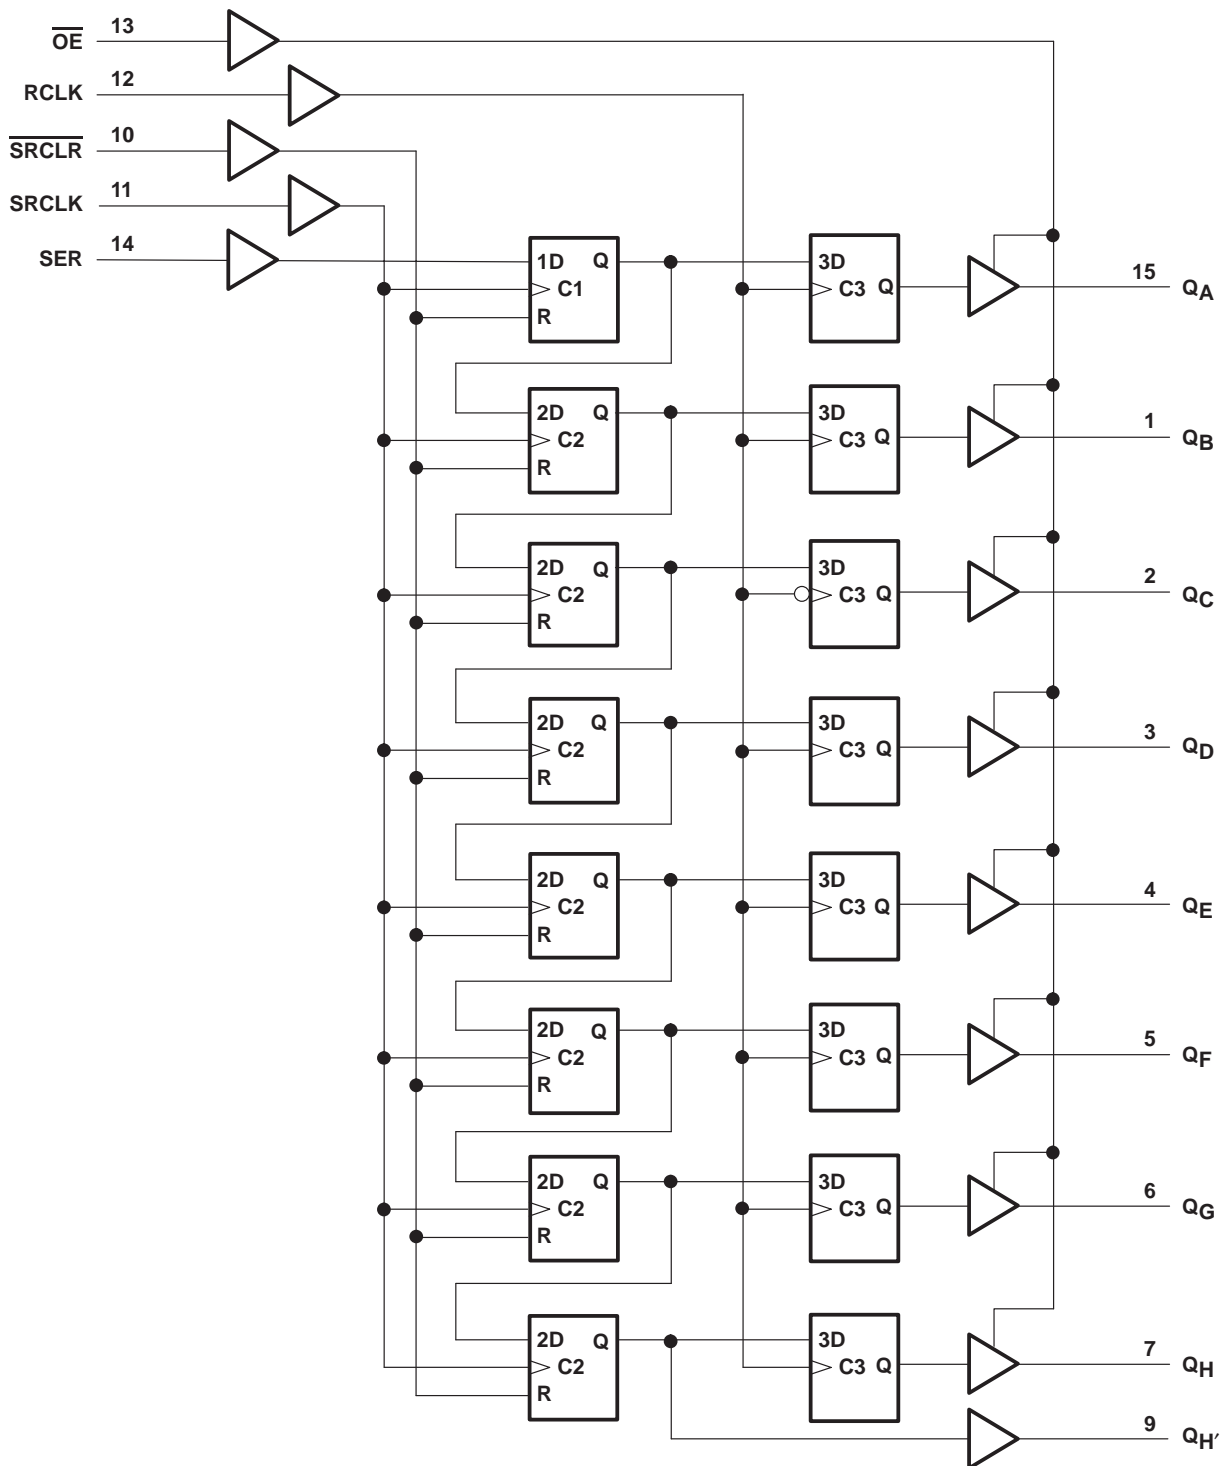 OE 13
RCLK 12
SRCLR 10
SRCLK 11
SER 14
1D Q 3D
C1 C3 Q 15 QA
R
2D Q 3D
C2 C3 Q 1 QB
R
2D Q 3D
C2 C3 Q 2 QC
R
2D Q 3D
C2 C3 Q 3 QD
R
2D Q 3D
C2 C3 Q 4 QE
R
2D Q 3D
C2 C3 Q 5 QF
R
2D Q 3D
C2 C3 Q 6 QG
R
2D Q 3D
C2 C3 Q 7 QH
R
9 QH′